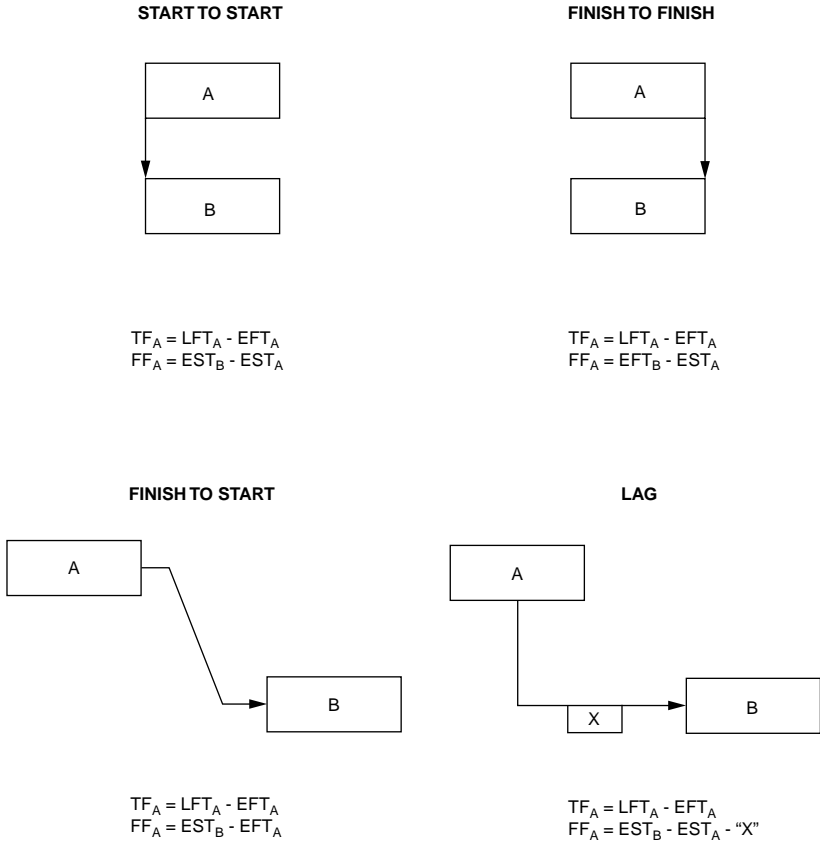 START TO START
A
B
TF_A = LFT_A - EFT_A
FF_A = EST_B - EST_A
FINISH TO FINISH
A
B
TF_A = LFT_A - EFT_A
FF_A = EFT_B - EST_A
FINISH TO START
A
B
TF_A = LFT_A - EFT_A
FF_A = EST_B - EFT_A
LAG
A
X
B
TF_A = LFT_A - EFT_A
FF_A = EST_B - EST_A - “X”